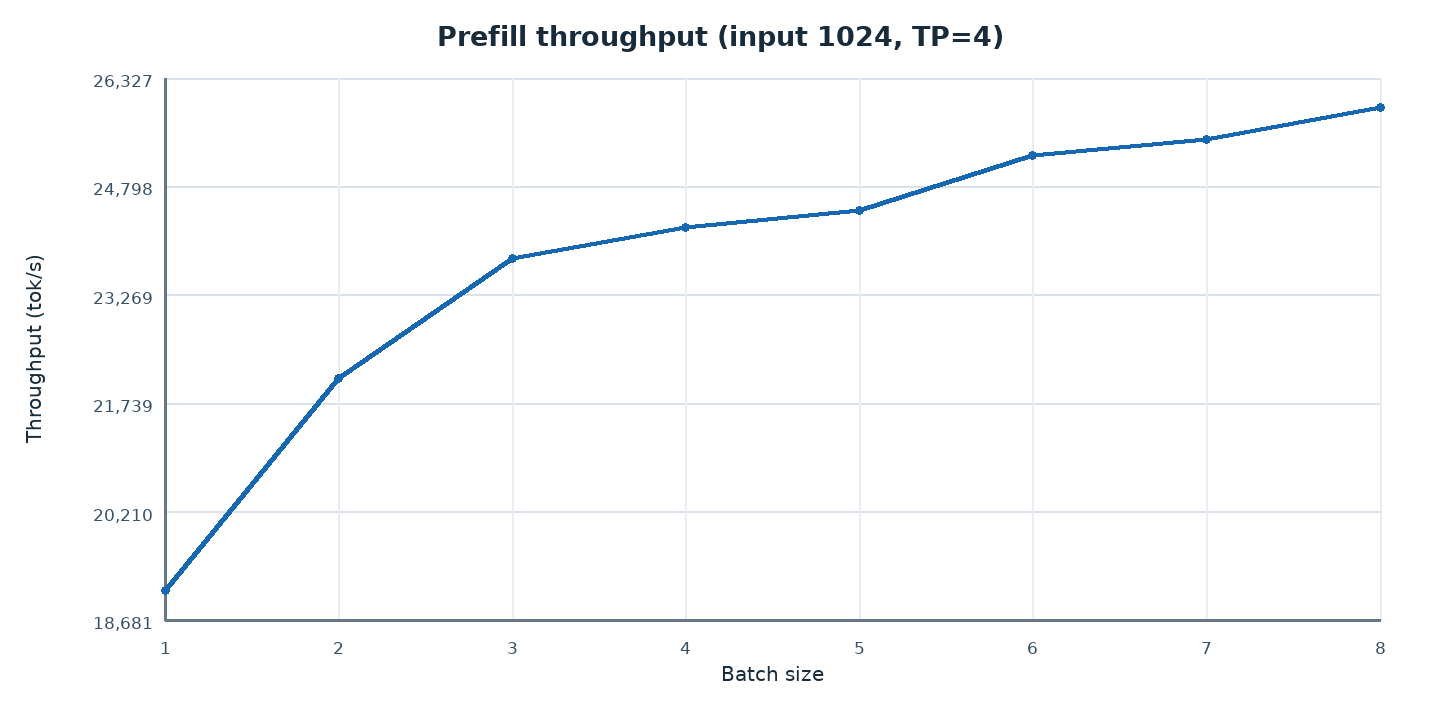 Prefill throughput (input 1024, TP=4)
26,327
24,798
23,269
21,739
20,210
18,681
Throughput (tok/s)
1 2 3 4 5 6 7 8
Batch size